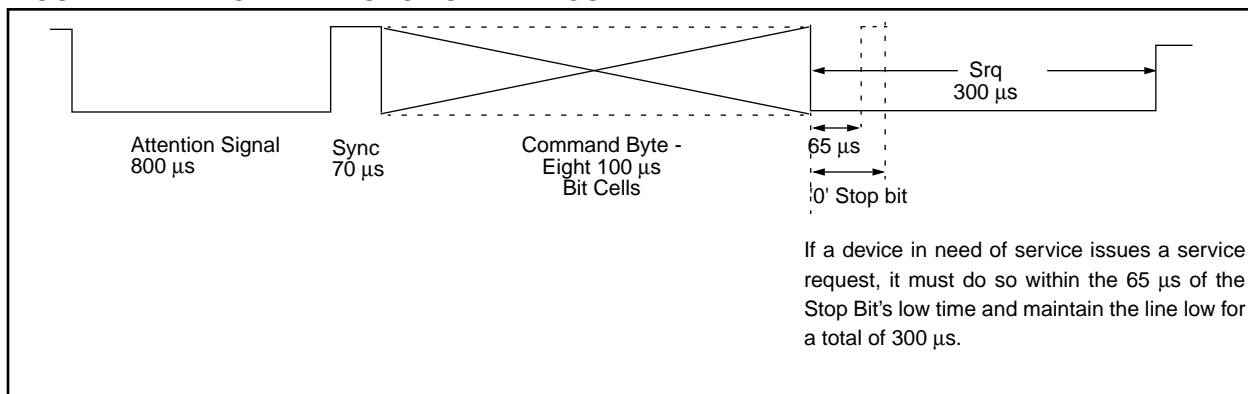 Attention Signal
800 μs
Sync
70 μs
Command Byte -
Eight 100 μs
Bit Cells
Srq
300 μs
65 μs
'0' Stop bit
If a device in need of service issues a service
request, it must do so within the 65 μs of the
Stop Bit's low time and maintain the line low for
a total of 300 μs.